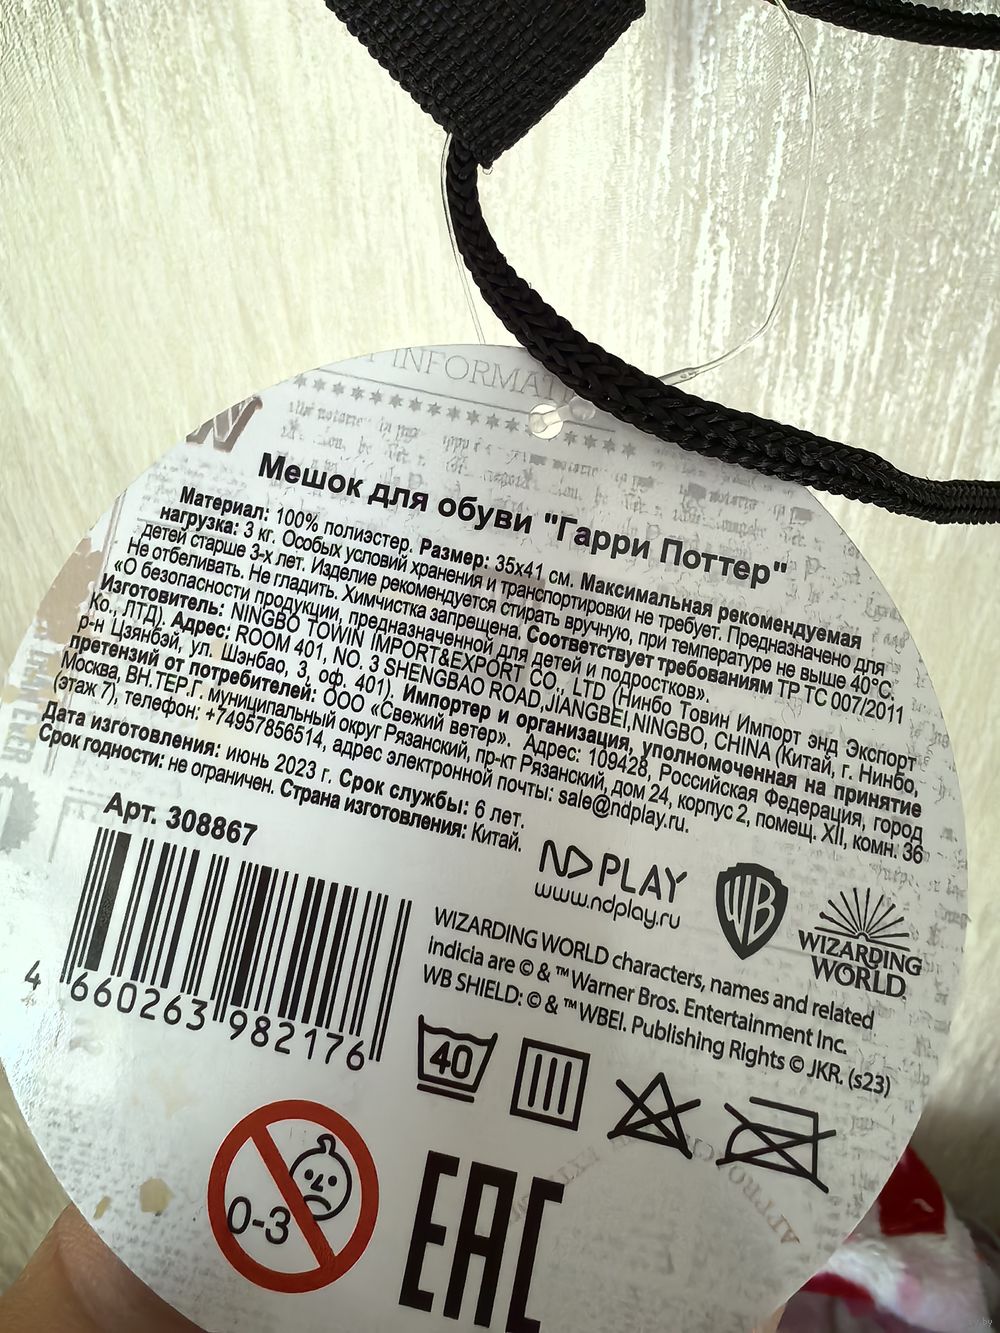 INFORMAT
Мешок для обуви "Гарри Поттер"
Материал: 100% полиэстер. Размер: 35х41 см. Максимальная рекомендуемая
нагрузка: 3 кг. Особых условий хранения и транспортировки не требует. Предназначено для
детей старше 3-х лет. Изделие рекомендуется стирать вручную, при температуре не выше 40°С.
Не отбеливать. Не гладить. Химчистка запрещена. Соответствует требованиям ТР ТС 007/2011
«О безопасности продукции, предназначенной для детей и подростков».
Изготовитель: NINGBO TOWIN IMPORT&EXPORT CO., LTD (Нинбо Товин Импорт энд Экспорт
Ко., ЛТД). Адрес: ROOM 401, NO. 3 SHENGBAO ROAD,JIANGBEI,NINGBO, CHINA (Китай, г. Нинбо,
р-н Цзянбэй, ул. Шэнбао, 3, оф. 401). Импортер и организация, уполномоченная на принятие
претензий от потребителей: ООО «Свежий ветер». Адрес: 109428, Российская Федерация, город
Москва, ВН.ТЕР.Г. муниципальный округ Рязанский, пр-кт Рязанский, дом 24, корпус 2, помещ. XII, комн. 36
(этаж 7), телефон: +74957856514, адрес электронной почты: sale@ndplay.ru.
Дата изготовления: июнь 2023 г. Срок службы: 6 лет.
Срок годности: не ограничен. Страна изготовления: Китай.
Арт. 308867
4 660263 982176
ND PLAY
www.ndplay.ru
WB
WIZARDING
WORLD
WIZARDING WORLD characters, names and related
indicia are © & ™ Warner Bros. Entertainment Inc.
WB SHIELD: © & ™ WBEI. Publishing Rights © JKR. (s23)
40
0-3
EAC